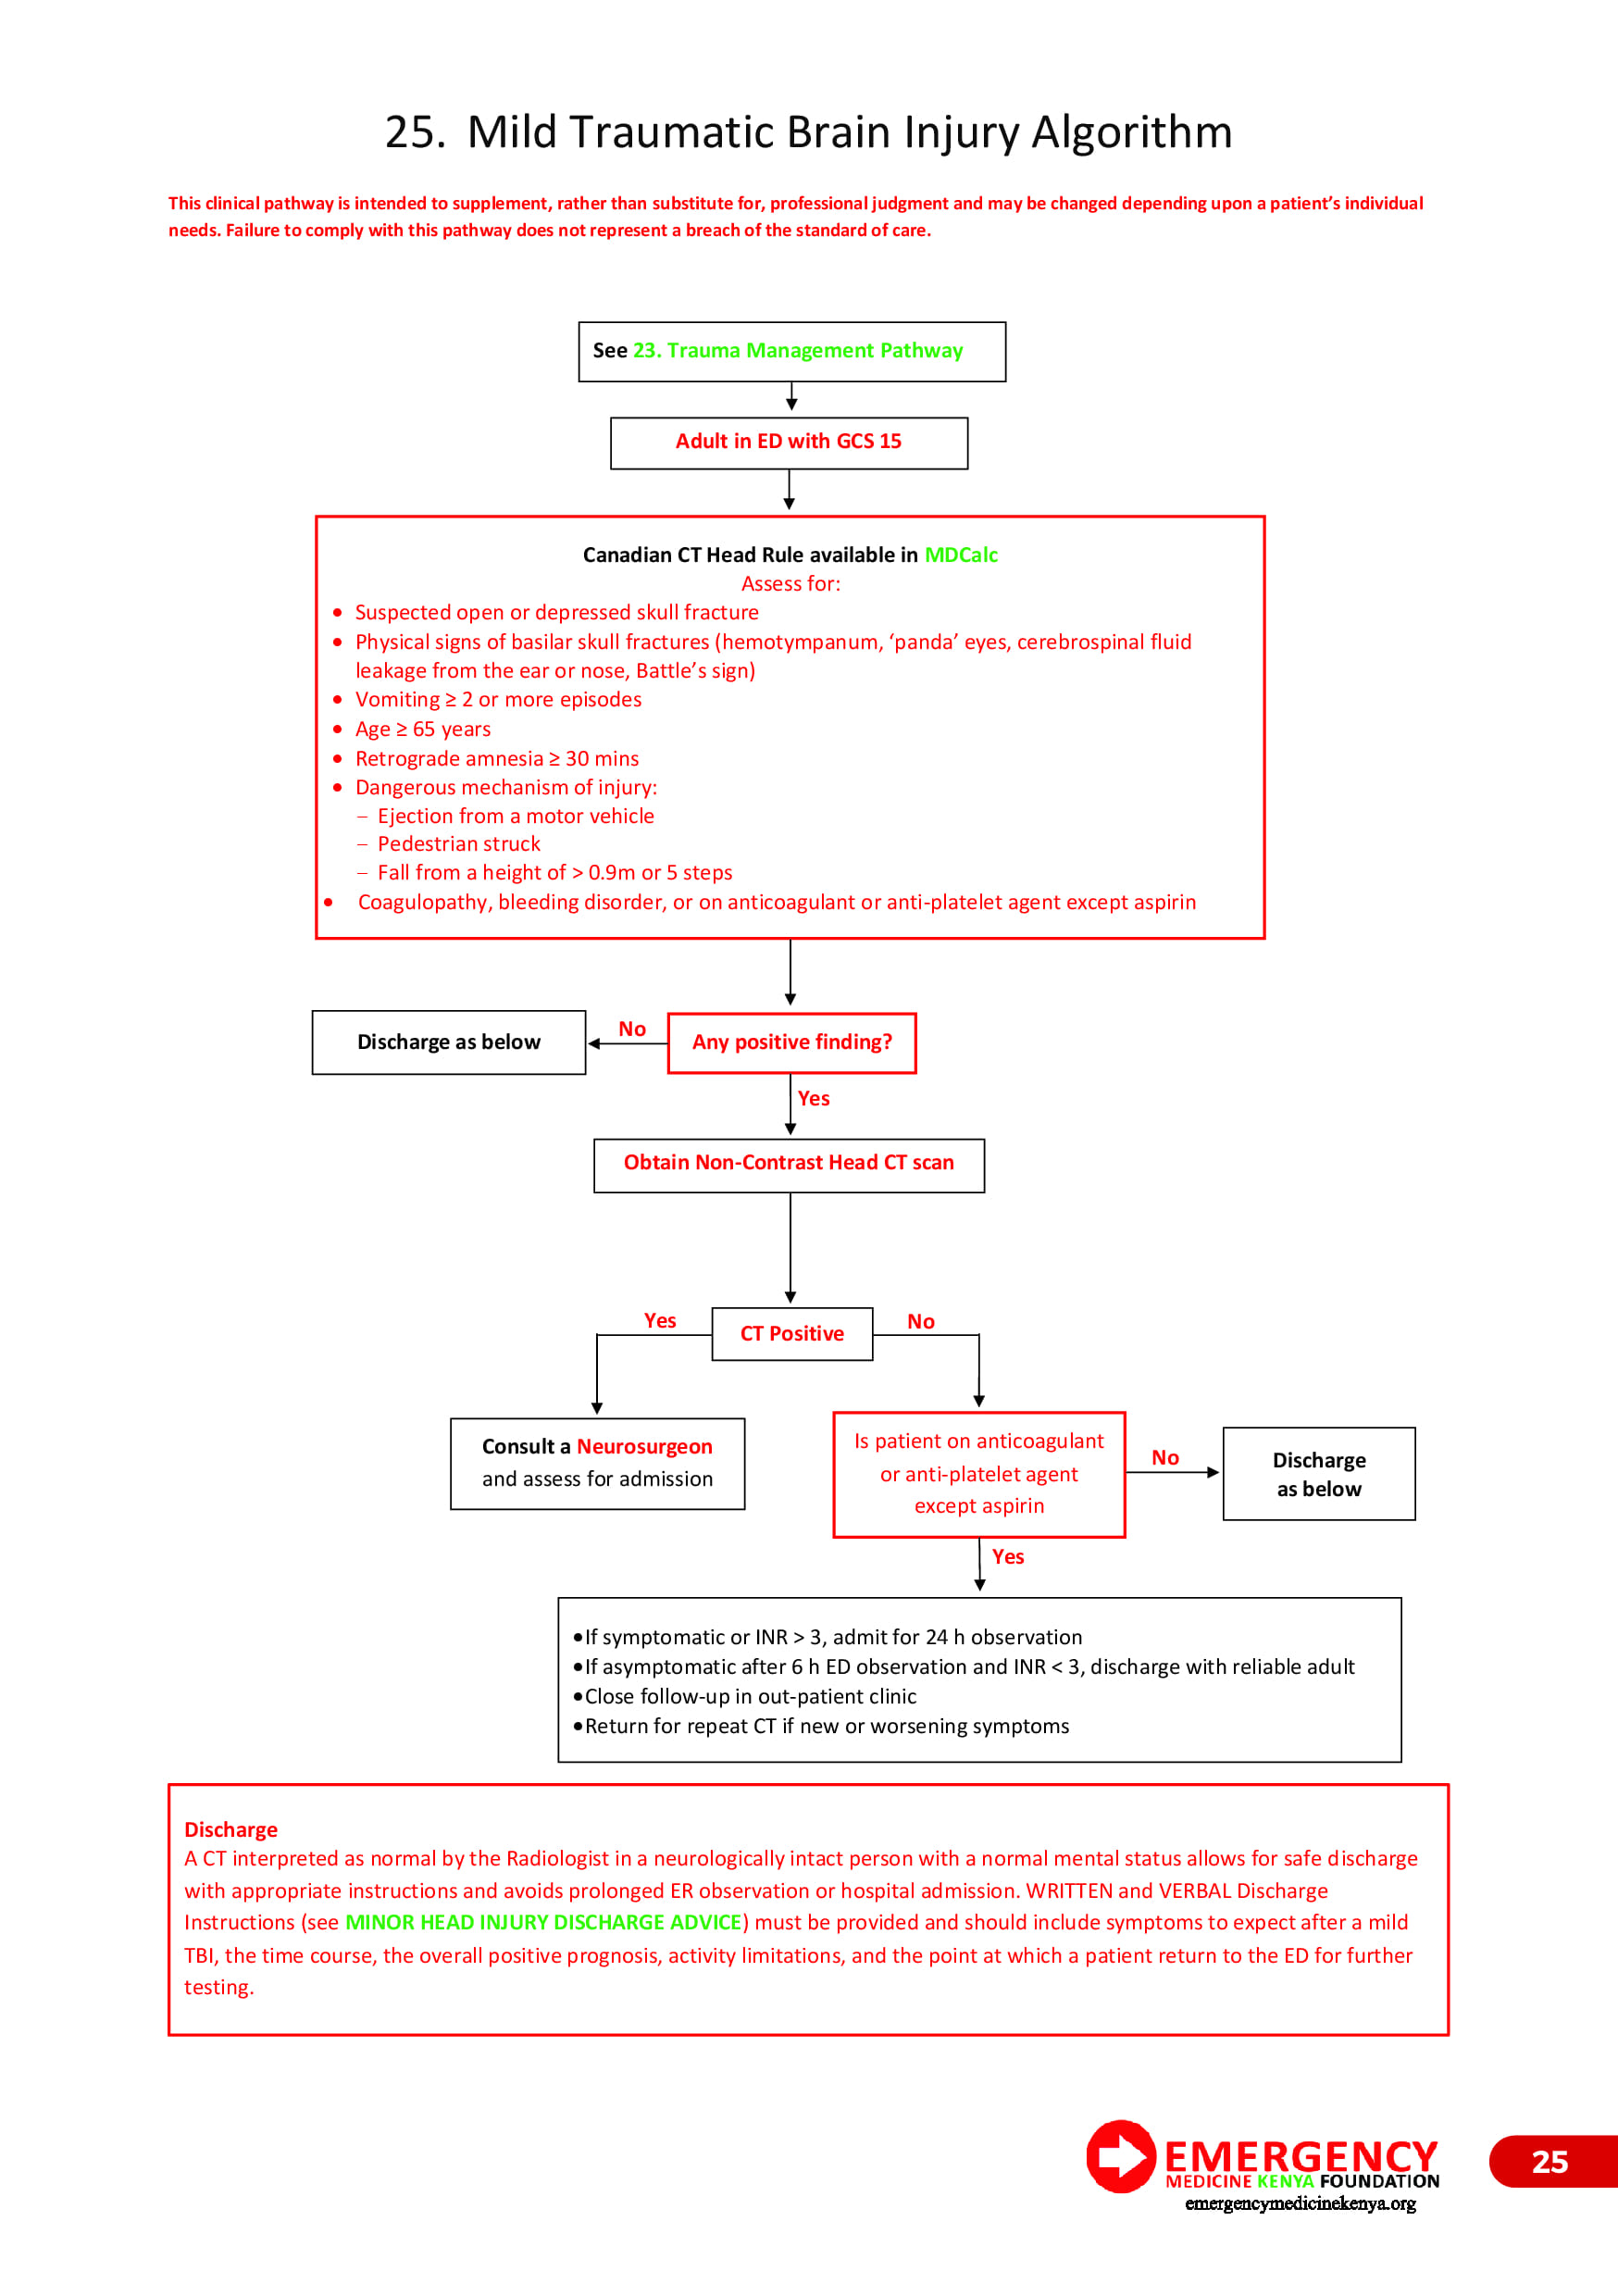 25. Mild Traumatic Brain Injury Algorithm
This clinical pathway is intended to supplement, rather than substitute for, professional judgment and may be changed depending upon a patient’s individual
needs. Failure to comply with this pathway does not represent a breach of the standard of care.
See 23. Trauma Management Pathway
Adult in ED with GCS 15
Canadian CT Head Rule available in MDCalc
Assess for:
• Suspected open or depressed skull fracture
• Physical signs of basilar skull fractures (hemotympanum, ‘panda’ eyes, cerebrospinal fluid
leakage from the ear or nose, Battle’s sign)
• Vomiting ≥ 2 or more episodes
• Age ≥ 65 years
• Retrograde amnesia ≥ 30 mins
• Dangerous mechanism of injury:
− Ejection from a motor vehicle
− Pedestrian struck
− Fall from a height of > 0.9m or 5 steps
• Coagulopathy, bleeding disorder, or on anticoagulant or anti-platelet agent except aspirin
Discharge as below
No
Any positive finding?
Yes
Obtain Non-Contrast Head CT scan
Yes
CT Positive
No
Consult a Neurosurgeon
and assess for admission
Is patient on anticoagulant
or anti-platelet agent
except aspirin
No
Discharge
as below
Yes
•If symptomatic or INR > 3, admit for 24 h observation
•If asymptomatic after 6 h ED observation and INR < 3, discharge with reliable adult
•Close follow-up in out-patient clinic
•Return for repeat CT if new or worsening symptoms
Discharge
A CT interpreted as normal by the Radiologist in a neurologically intact person with a normal mental status allows for safe discharge
with appropriate instructions and avoids prolonged ER observation or hospital admission. WRITTEN and VERBAL Discharge
Instructions (see MINOR HEAD INJURY DISCHARGE ADVICE) must be provided and should include symptoms to expect after a mild
TBI, the time course, the overall positive prognosis, activity limitations, and the point at which a patient return to the ED for further
testing.
EMERGENCY
MEDICINE KENYA FOUNDATION
emergencymedicinekenya.org
25